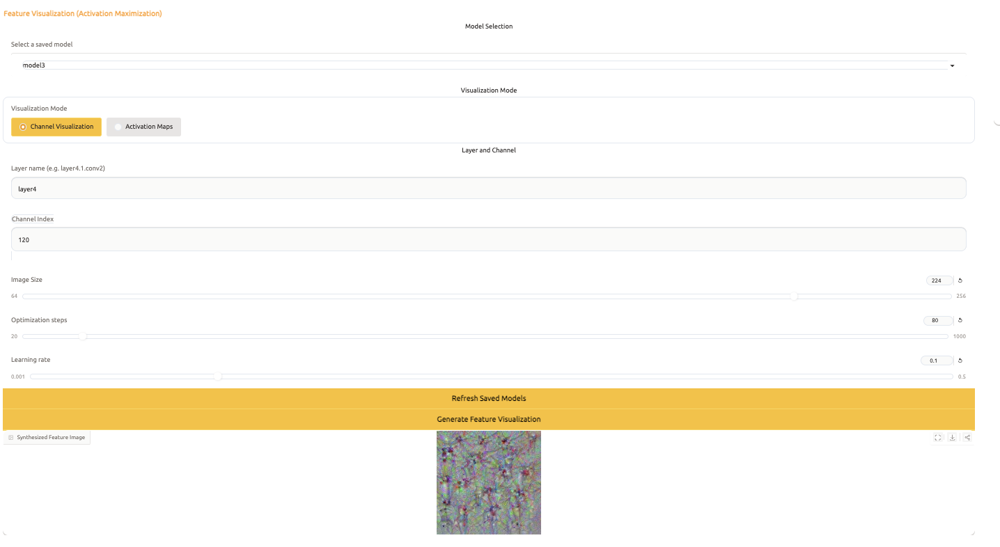 Feature Visualization (Activation Maximization)
Model Selection
Select a saved model
model3
Visualization Mode
Visualization Mode
Channel Visualization
Activation Maps
Layer and Channel
Layer name (e.g. layer4.1.conv2)
layer4
Channel Index
120
Image Size
224
64
256
Optimization steps
80
20
1000
Learning rate
0.1
0.001
0.5
Refresh Saved Models
Generate Feature Visualization
Synthesized Feature Image